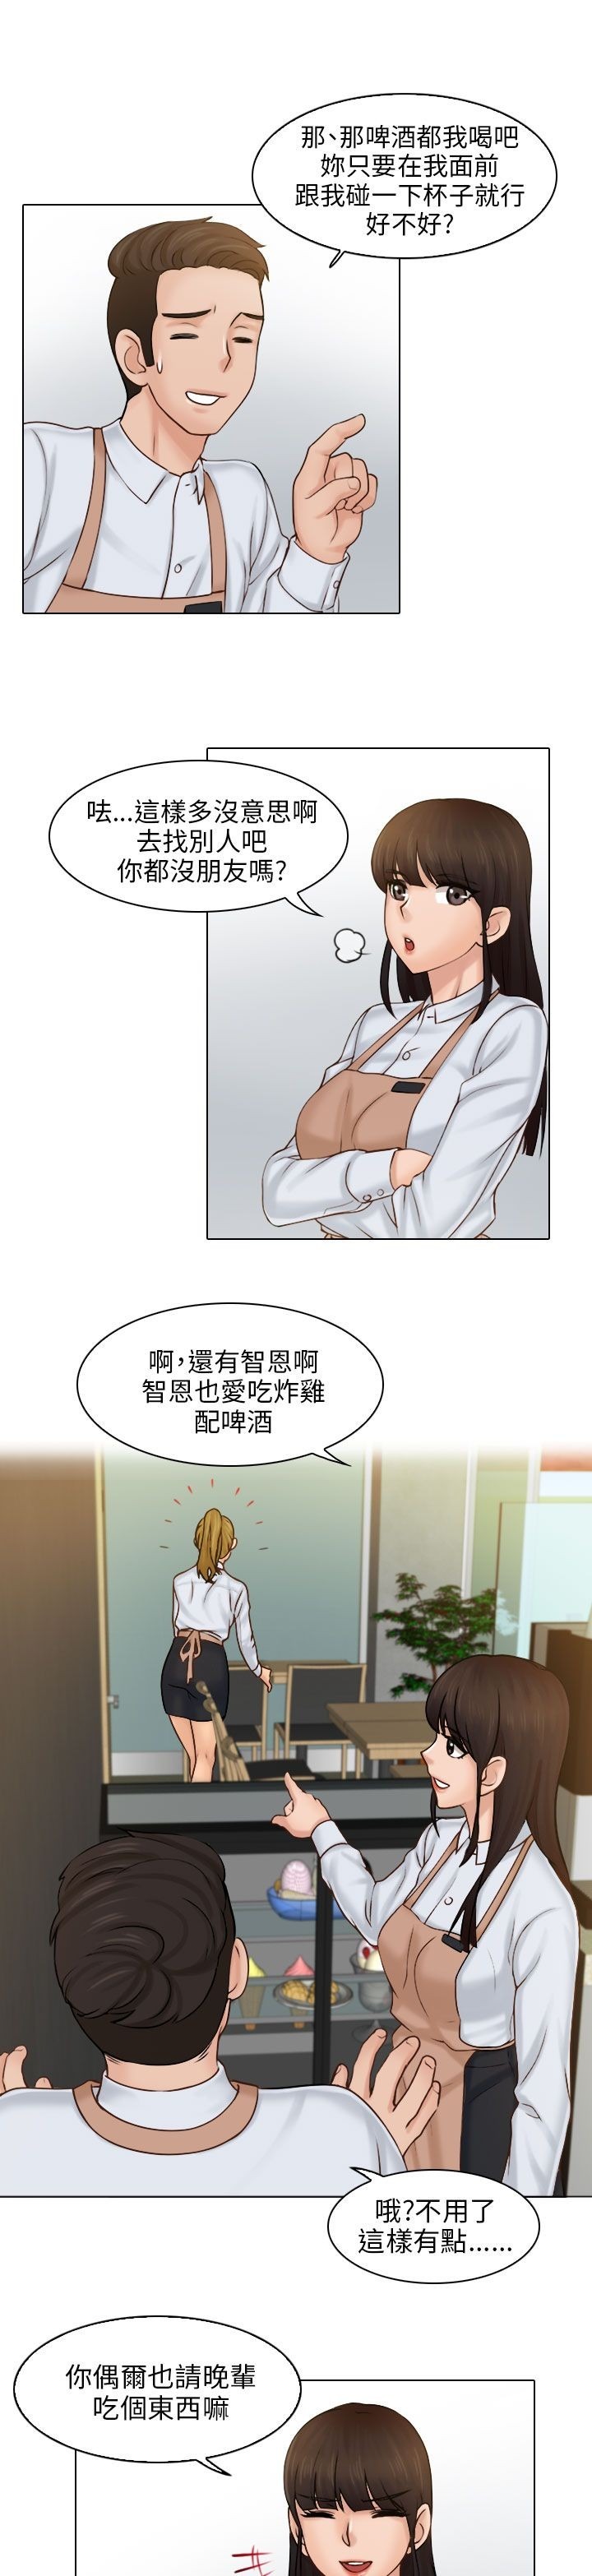 那、那啤酒都我喝吧
妳只要在我面前
跟我碰一下杯子就行
好不好?
呿...這樣多沒意思啊
去找別人吧
你都沒朋友嗎?
啊,還有智恩啊
智恩也愛吃炸雞
配啤酒
哦?不用了
這樣有點......
你偶爾也請晚輩
吃個東西嘛